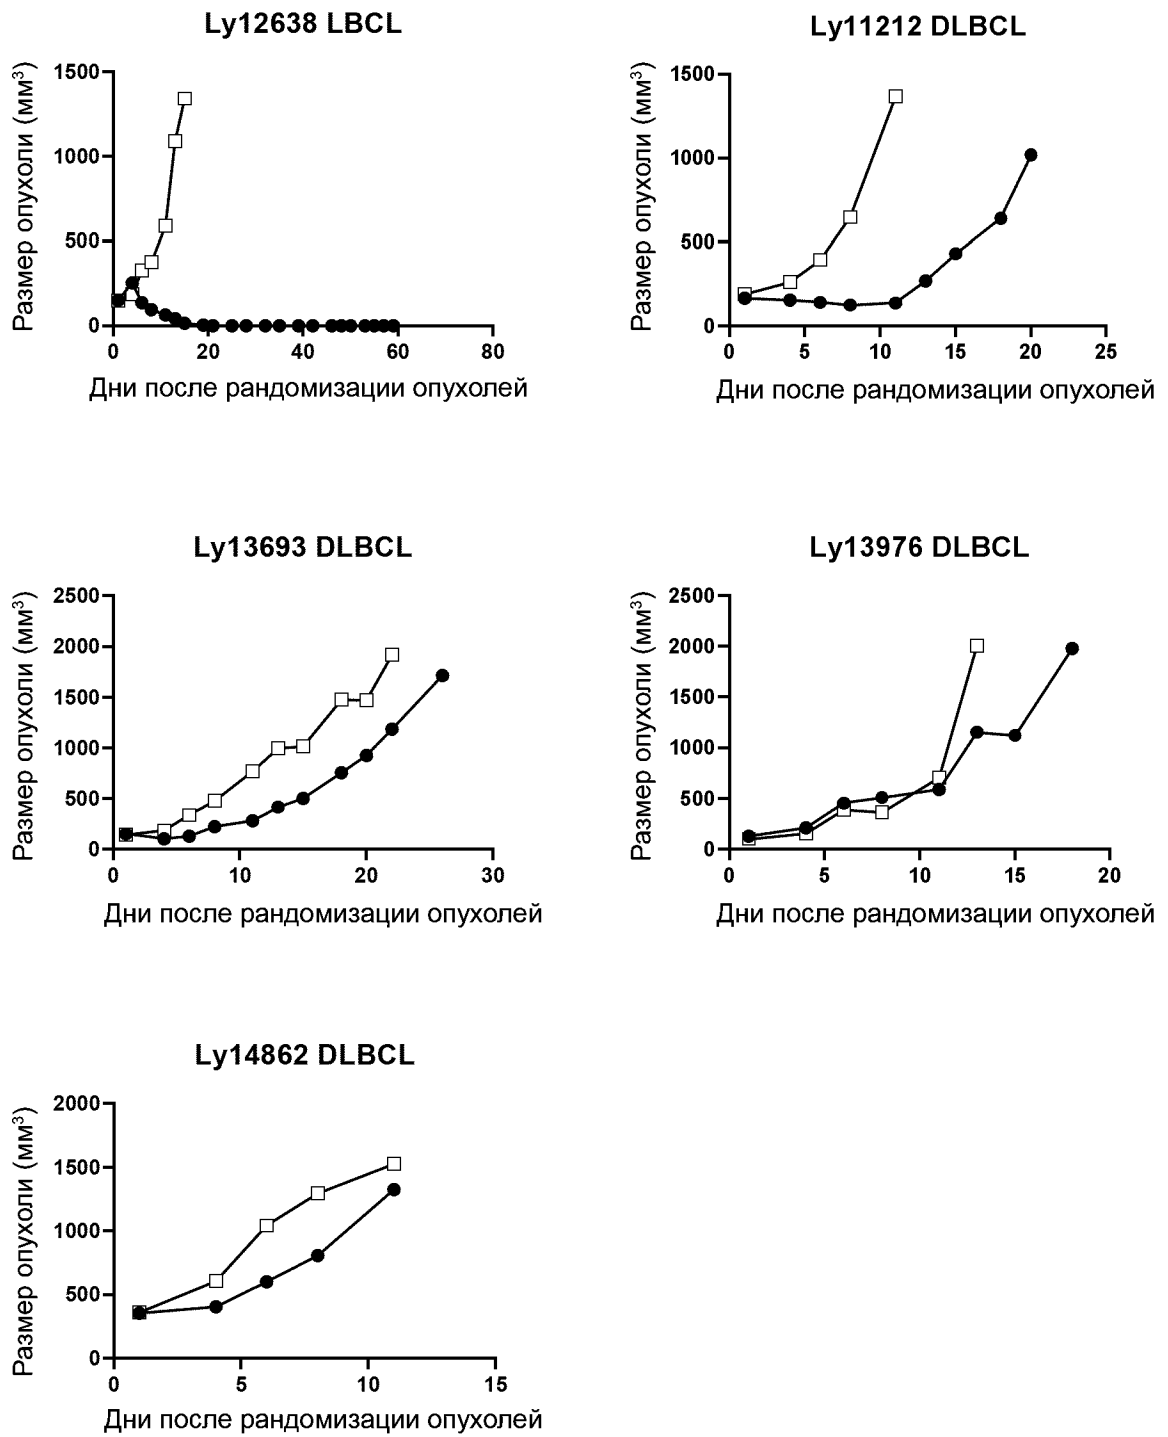 Ly12638 LBCL
Размер опухоли (мм³)
1500
1000
500
0
0 20 40 60 80
Дни после рандомизации опухолей
Ly11212 DLBCL
Размер опухоли (мм³)
1500
1000
500
0
0 5 10 15 20 25
Дни после рандомизации опухолей
Ly13693 DLBCL
Размер опухоли (мм³)
2500
2000
1500
1000
500
0
0 10 20 30
Дни после рандомизации опухолей
Ly13976 DLBCL
Размер опухоли (мм³)
2500
2000
1500
1000
500
0
0 5 10 15 20
Дни после рандомизации опухолей
Ly14862 DLBCL
Размер опухоли (мм³)
2000
1500
1000
500
0
0 5 10 15
Дни после рандомизации опухолей